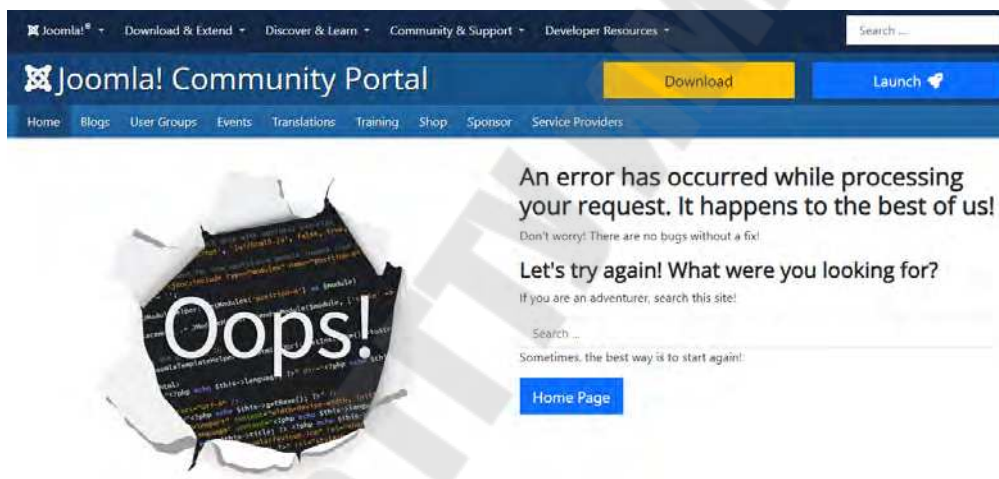 Joomla!® Download & Extend Discover & Learn Community & Support Developer Resources Search ...
Joomla! Community Portal Download Launch
Home Blogs User Groups Events Translations Training Shop Sponsor Service Providers
An error has occurred while processing
your request. It happens to the best of us!
Don't worry! There are no bugs without a fix!
Let's try again! What were you looking for?
If you are an adventurer, search this site!
Search ...
Sometimes, the best way is to start again!
Home Page
Oops!